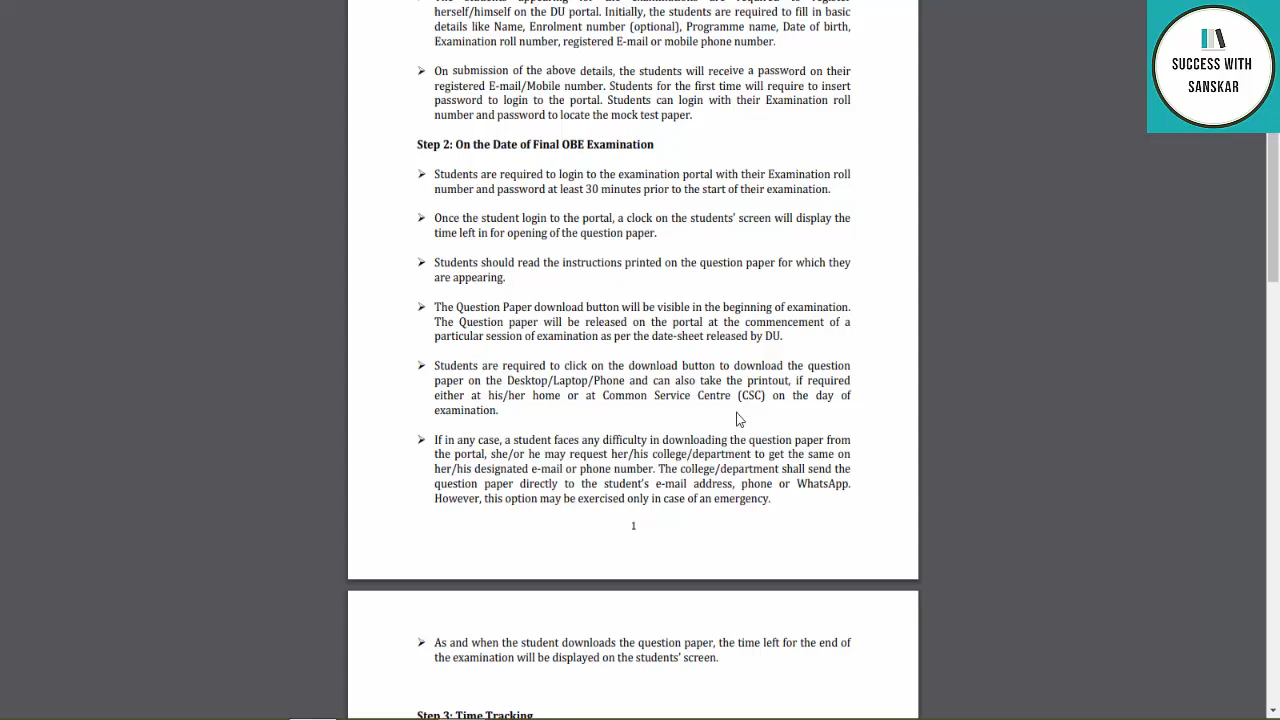 The students appearing for the examinations are required to register
herself/himself on the DU portal. Initially, the students are required to fill in basic
details like Name, Enrolment number (optional), Programme name, Date of birth,
Examination roll number, registered E-mail or mobile phone number.
➢ On submission of the above details, the students will receive a password on their
registered E-mail/Mobile number. Students for the first time will require to insert
password to login to the portal. Students can login with their Examination roll
number and password to locate the mock test paper.
Step 2: On the Date of Final OBE Examination
➢ Students are required to login to the examination portal with their Examination roll
number and password at least 30 minutes prior to the start of their examination.
➢ Once the student login to the portal, a clock on the students' screen will display the
time left in for opening of the question paper.
➢ Students should read the instructions printed on the question paper for which they
are appearing.
➢ The Question Paper download button will be visible in the beginning of examination.
The Question paper will be released on the portal at the commencement of a
particular session of examination as per the date-sheet released by DU.
➢ Students are required to click on the download button to download the question
paper on the Desktop/Laptop/Phone and can also take the printout, if required
either at his/her home or at Common Service Centre (CSC) on the day of
examination.
➢ If in any case, a student faces any difficulty in downloading the question paper from
the portal, she/or he may request her/his college/department to get the same on
her/his designated e-mail or phone number. The college/department shall send the
question paper directly to the student's e-mail address, phone or WhatsApp.
However, this option may be exercised only in case of an emergency.
1
➢ As and when the student downloads the question paper, the time left for the end of
the examination will be displayed on the students' screen.
Step 3: Time Tracking
SUCCESS WITH
SANSKAR